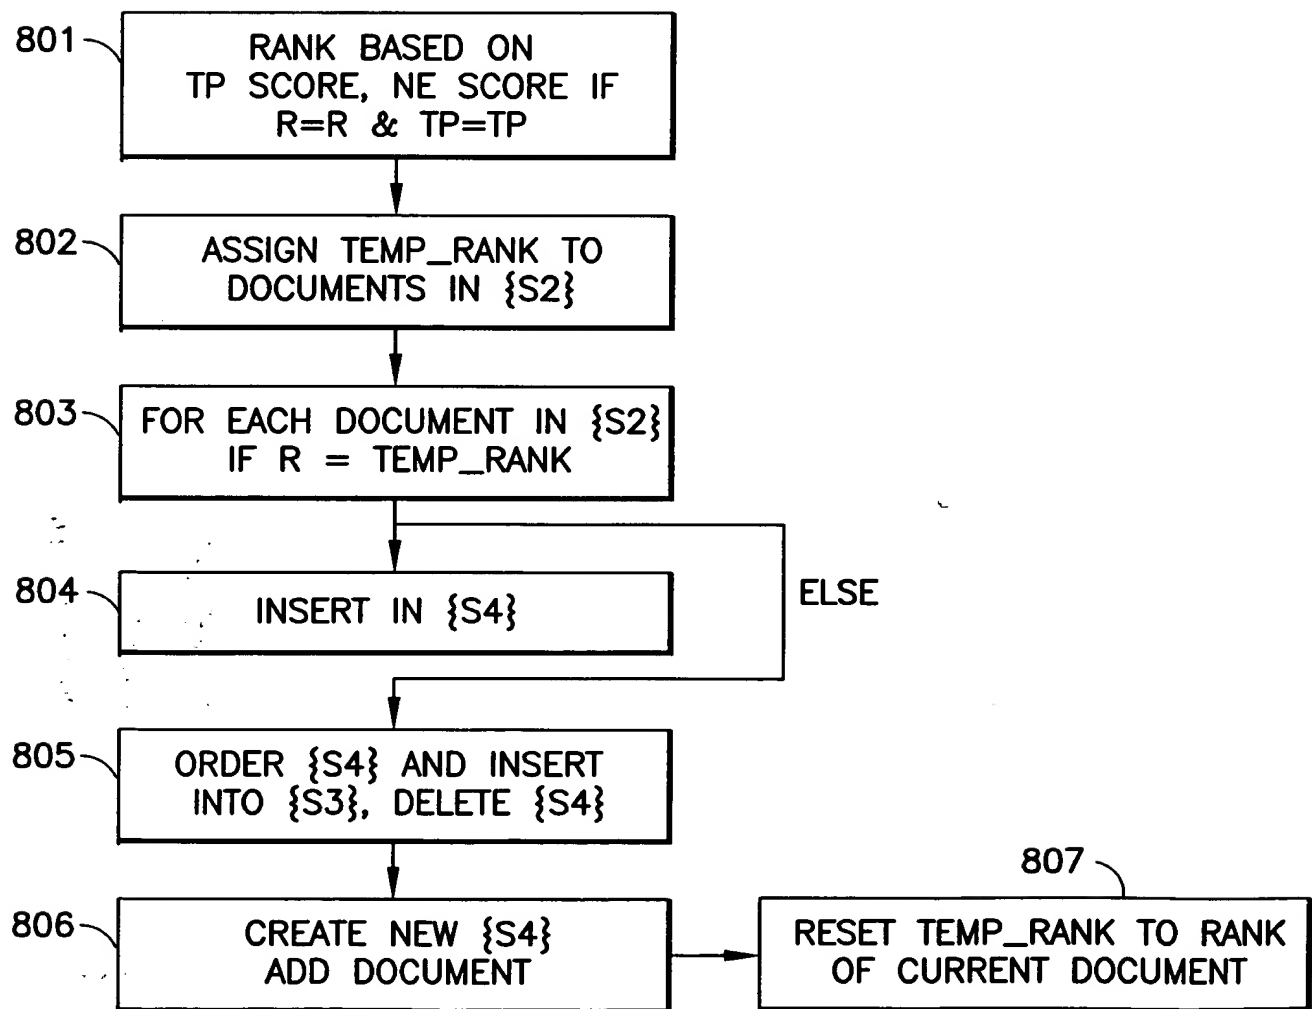 801
RANK BASED ON
TP SCORE, NE SCORE IF
R=R & TP=TP
802
ASSIGN TEMP_RANK TO
DOCUMENTS IN {S2}
803
FOR EACH DOCUMENT IN {S2}
IF R = TEMP_RANK
804
INSERT IN {S4}
ELSE
805
ORDER {S4} AND INSERT
INTO {S3}, DELETE {S4}
806
CREATE NEW {S4}
ADD DOCUMENT
807
RESET TEMP_RANK TO RANK
OF CURRENT DOCUMENT